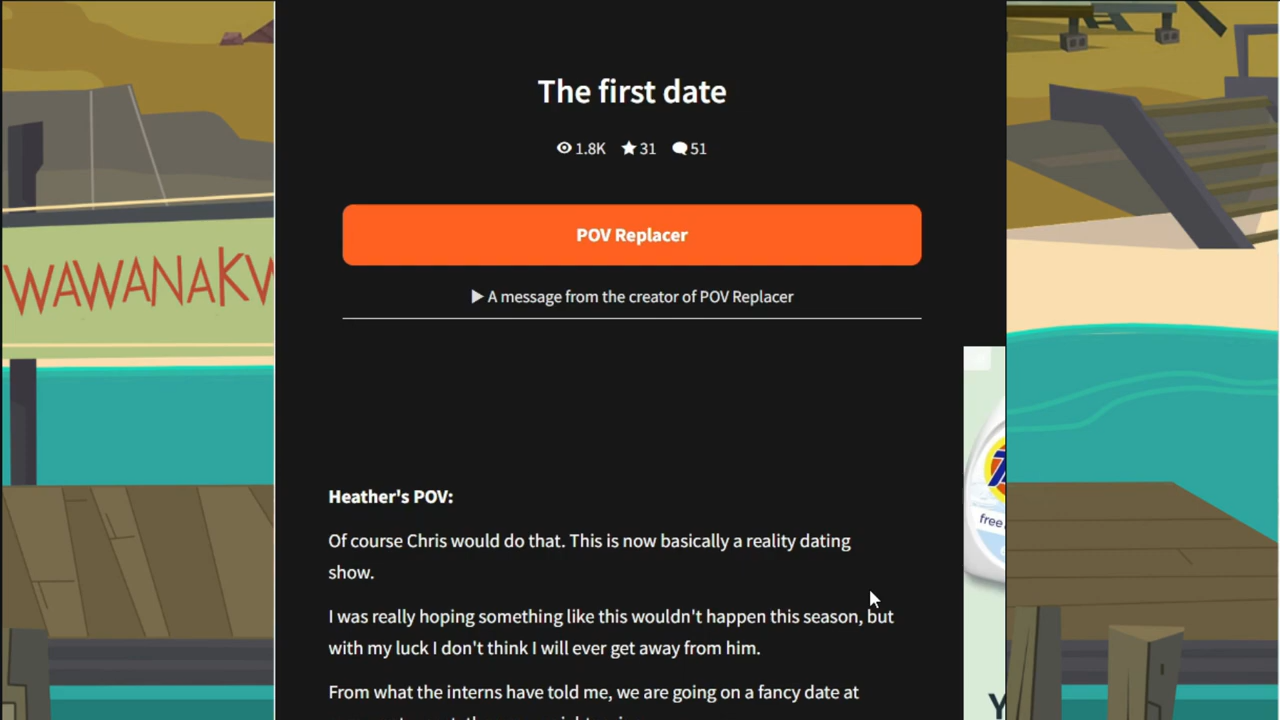 The first date
1.8K 31 51
POV Replacer
▶ A message from the creator of POV Replacer
WAWANAKW
free
Heather's POV:
Of course Chris would do that. This is now basically a reality dating
show.
I was really hoping something like this wouldn't happen this season, but
with my luck I don't think I will ever get away from him.
From what the interns have told me, we are going on a fancy date at
Y